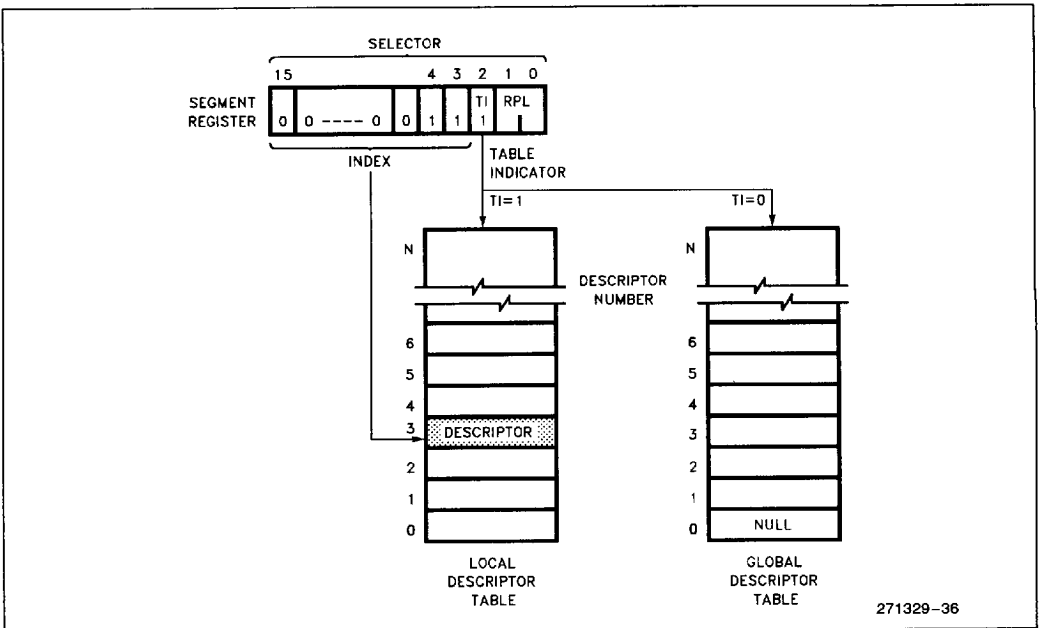 SELECTOR
15 4 3 2 1 0
SEGMENT REGISTER
TI RPL
0 0 ---- 0 0 1 1 1
INDEX
TABLE INDICATOR
TI=1
TI=0
N
N
DESCRIPTOR NUMBER
6
5
4
3
DESCRIPTOR
2
1
0
6
5
4
3
2
1
0
NULL
LOCAL
DESCRIPTOR
TABLE
GLOBAL
DESCRIPTOR
TABLE
271329-36